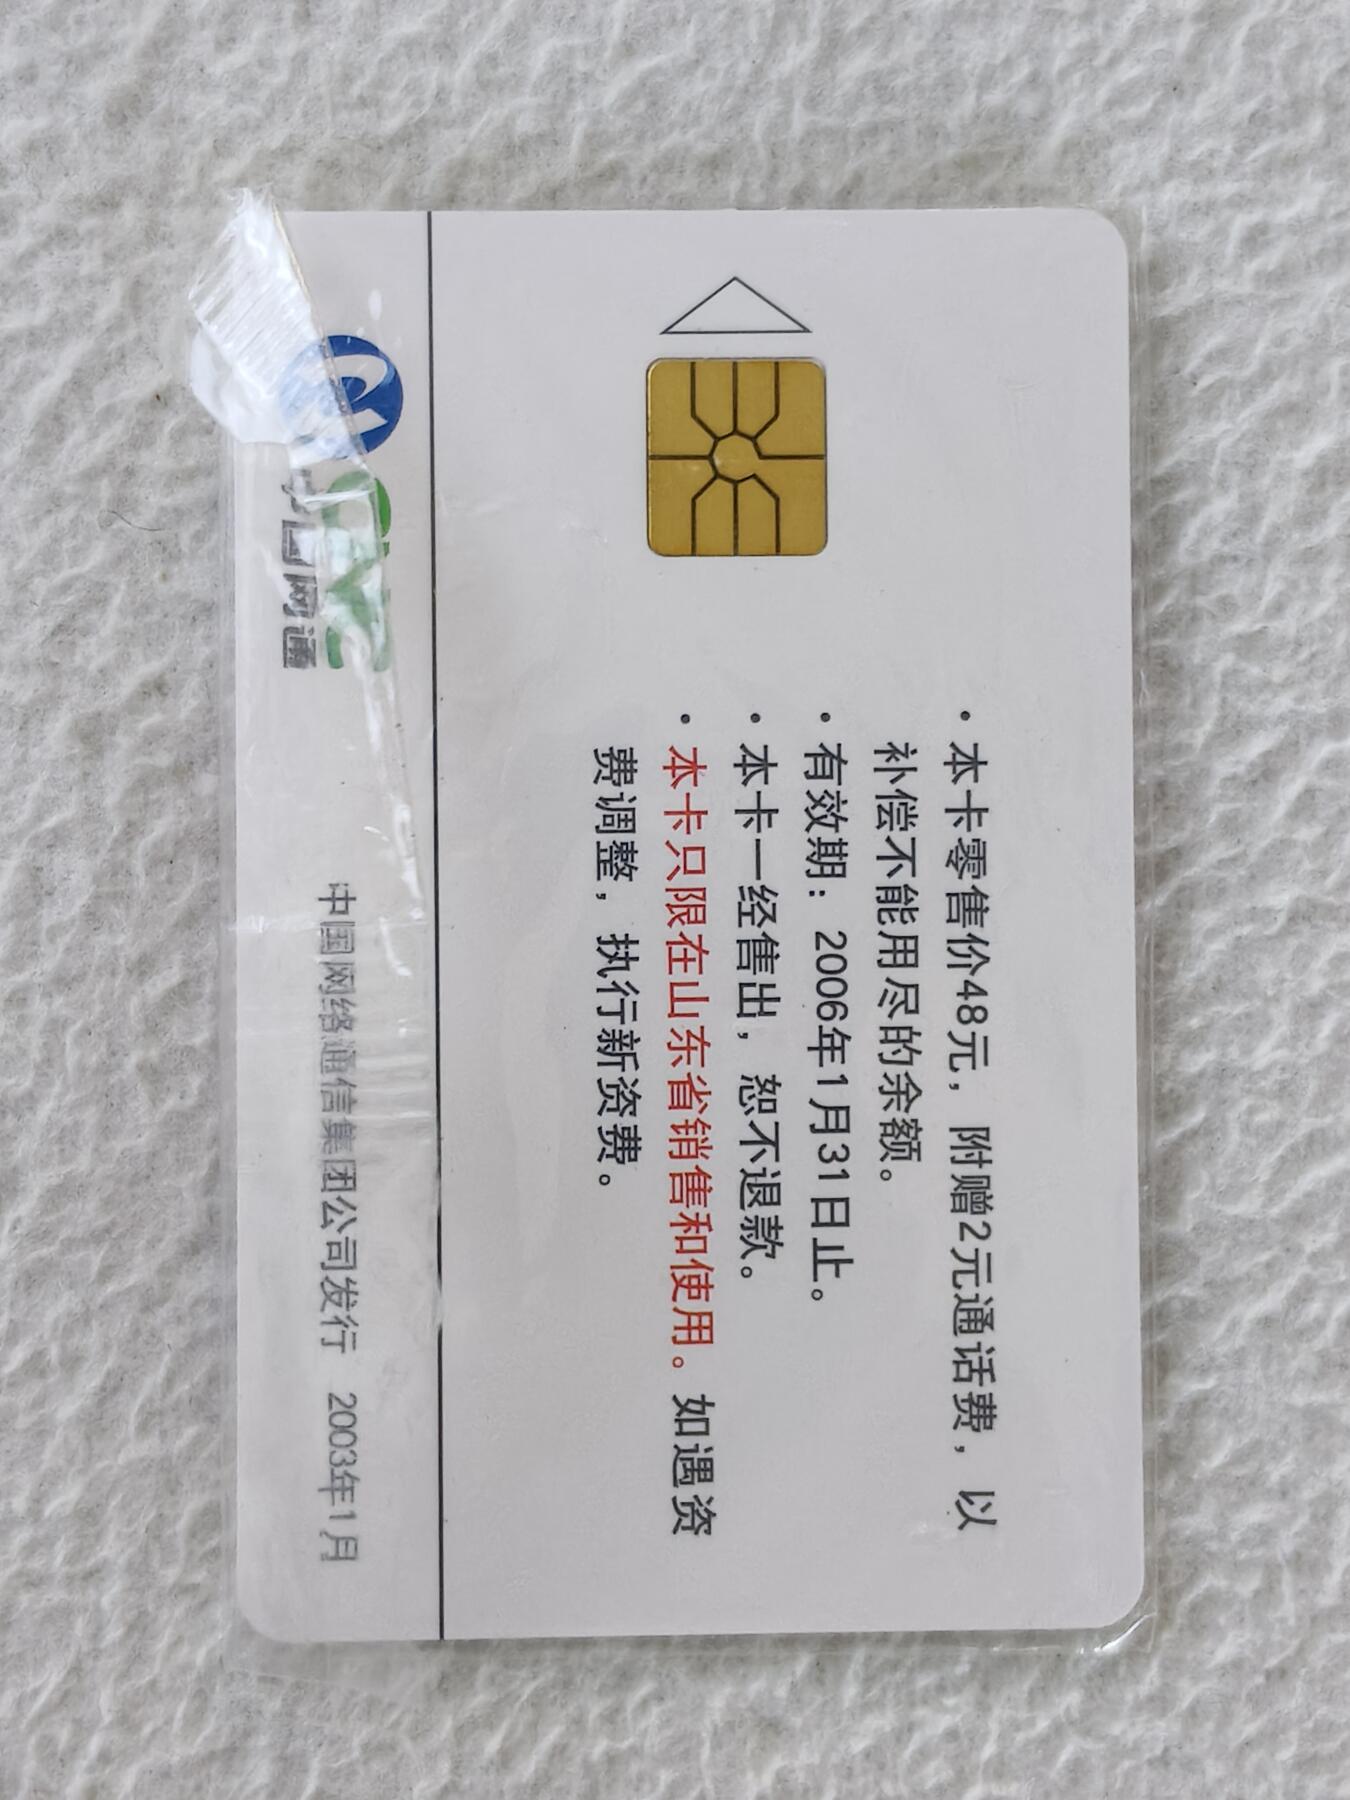 • 本卡零售价48元，附赠2元通话费，以
补偿不能用尽的余额。
• 有效期：2006年1月31日止。
• 本卡一经售出，恕不退款。
• 本卡只限在山东省销售和使用。如遇资
费调整，执行新资费。
中国网通
中国网络通信集团公司发行 2003年1月